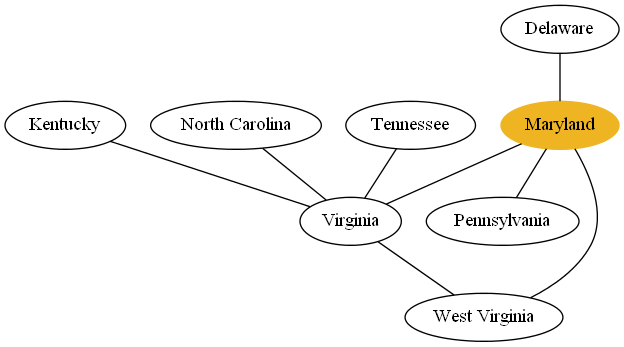 Delaware
Kentucky
North Carolina
Tennessee
Maryland
Virginia
Pennsylvania
West Virginia